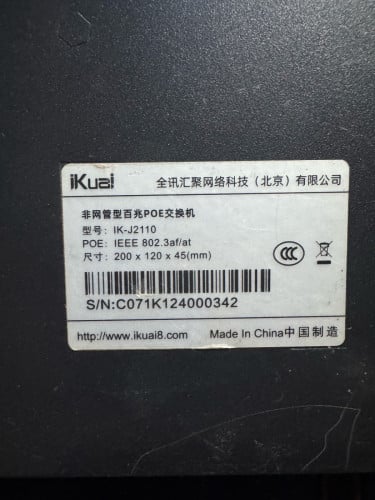 iKuai 全讯汇聚网络科技（北京）有限公司
非网管型百兆POE交换机
型号: IK-J2110
POE: IEEE 802.3af/at
尺寸: 200 x 120 x 45(mm)
S/N:C071K124000342
http://www.ikuai8.com Made In China中国制造